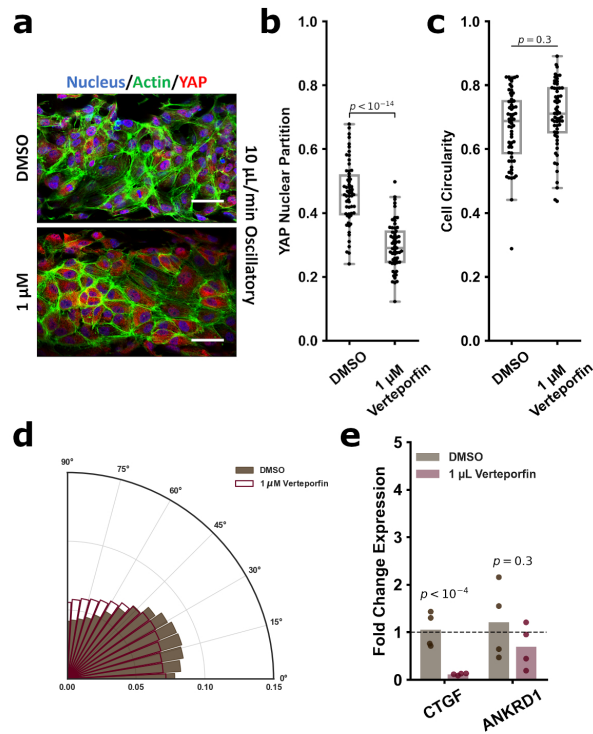 a
Nucleus/Actin/YAP
DMSO
1 µM
10 µL/min Oscillatory
b
YAP Nuclear Partition
1.0
0.8
0.6
0.4
0.2
0.0
p < 10⁻¹⁴
DMSO
1 µM
Verteporfin
c
Cell Circularity
1.0
0.8
0.6
0.4
0.2
0.0
p = 0.3
DMSO
1 µM
Verteporfin
d
90°
75°
60°
45°
30°
15°
0°
0.00
0.05
0.10
0.15
DMSO
1 µM Verteporfin
e
Fold Change Expression
5
4
3
2
1
0
DMSO
1 µL Verteporfin
p < 10⁻⁴
p = 0.3
CTGF
ANKRD1